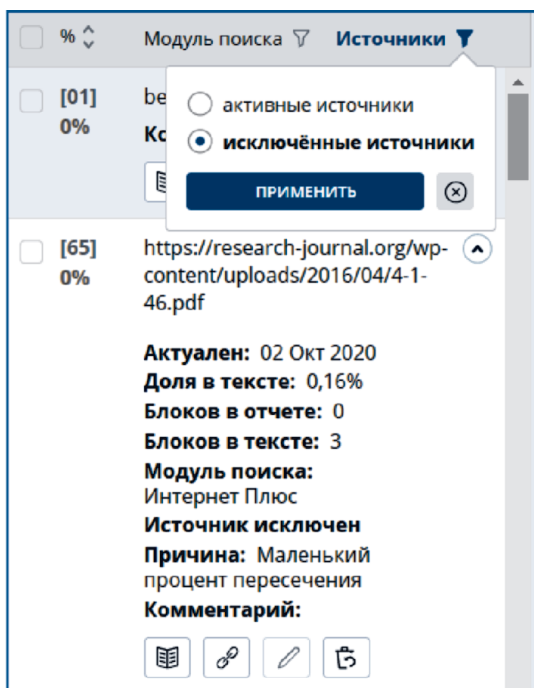 % Модуль поиска Источники
активные источники
исключённые источники
ПРИМЕНИТЬ
[01]
0%
[65]
0%
https://research-journal.org/wp-
content/uploads/2016/04/4-1-
46.pdf
Актуален: 02 Окт 2020
Доля в тексте: 0,16%
Блоков в отчете: 0
Блоков в тексте: 3
Модуль поиска:
Интернет Плюс
Источник исключен
Причина: Маленький
процент пересечения
Комментарий: